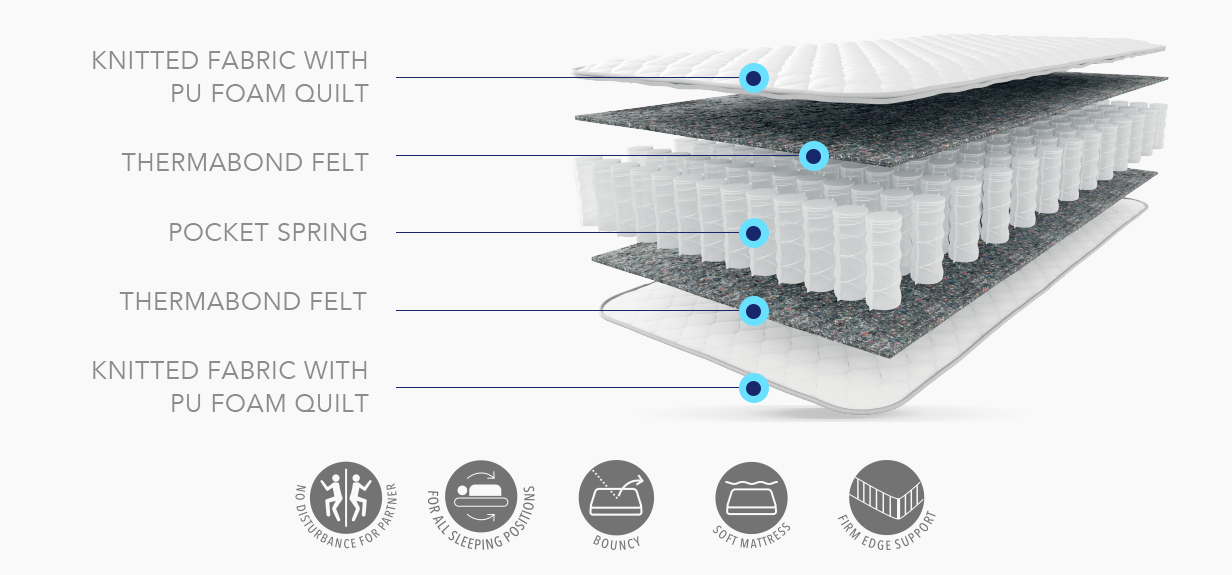 KNITTED FABRIC WITH
PU FOAM QUILT
THERMABOND FELT
POCKET SPRING
THERMABOND FELT
KNITTED FABRIC WITH
PU FOAM QUILT
NO DISTURBANCE FOR PARTNER
FOR ALL SLEEPING POSITIONS
BOUNCY
SOFT MATTRESS
FIRM EDGE SUPPORT